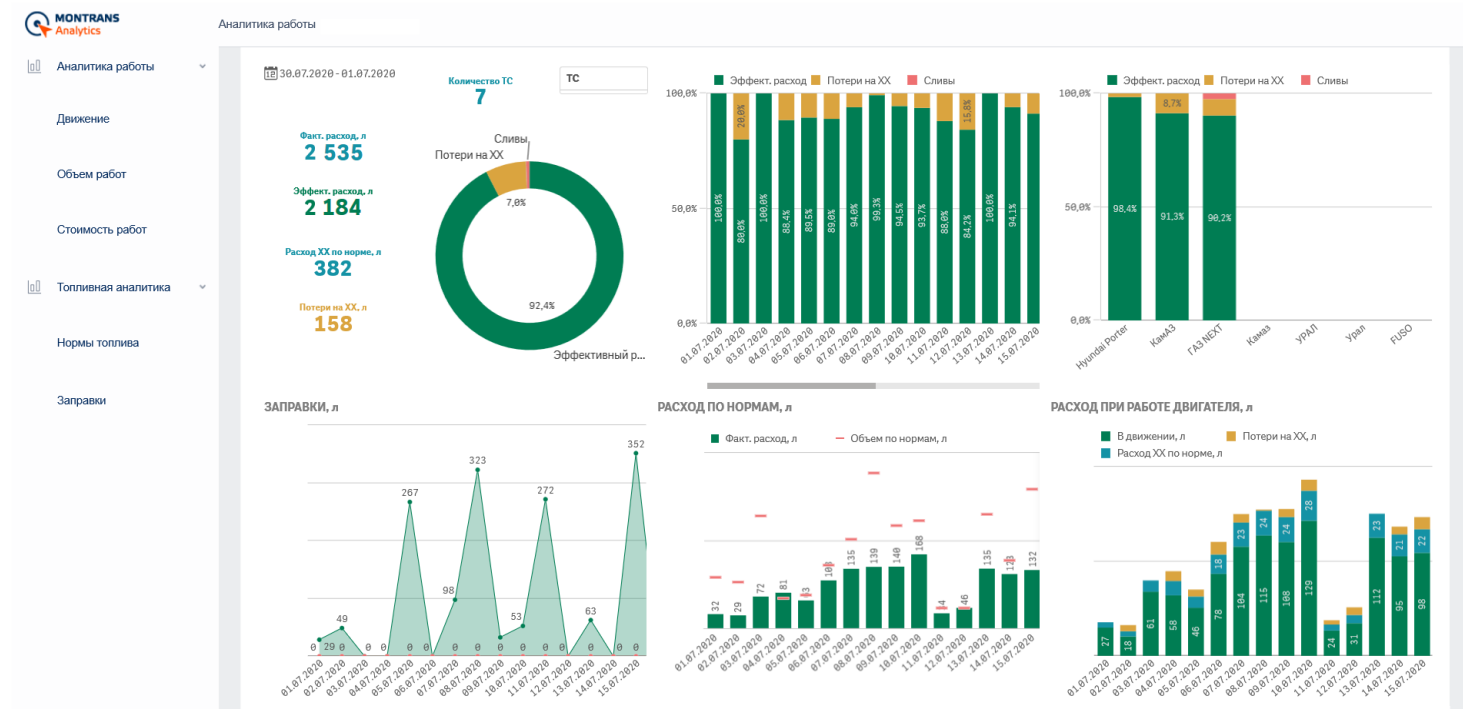 MONTRANS
Analytics
Аналитика работы
Аналитика работы
Движение
Объем работ
Стоимость работ
Топливная аналитика
Нормы топлива
Заправки
30.07.2020-01.07.2020
Количество ТС
7
ТС
Факт. расход, л
2 535
Эффект. расход, л
2 184
Расход ХХ по норме, л
382
Потери на ХХ, л
158
Сливы
Потери на ХХ
7,0%
92,4%
Эффективный р...
Эффект. расход Потери на ХХ Сливы
100,0%
50,0%
0,0%
20,0% 15,8%
100,0% 80,0% 100,0% 88,4% 89,5% 89,0% 94,0% 99,3% 94,5% 93,7% 88,0% 84,2% 100,0% 94,1%
01.07.2020 02.07.2020 03.07.2020 04.07.2020 05.07.2020 06.07.2020 07.07.2020 08.07.2020 09.07.2020 10.07.2020 11.07.2020 12.07.2020 13.07.2020 14.07.2020 15.07.2020
Эффект. расход Потери на ХХ Сливы
100,0%
50,0%
0,0%
8,7%
98,4% 91,3% 90,2%
Hyundai Porter КамАЗ ГАЗ NEXT Камаз УРАЛ Урал FUSO
ЗАПРАВКИ, л
352
323
267 272
98
49 53 63
0 29 0 0 0 0 0 0 0 0 0 0 0 0 0
01.07.2020 02.07.2020 03.07.2020 04.07.2020 05.07.2020 06.07.2020 07.07.2020 08.07.2020 09.07.2020 10.07.2020 11.07.2020 12.07.2020 13.07.2020 14.07.2020 15.07.2020
РАСХОД ПО НОРМАМ, л
Факт. расход, л Объем по нормам, л
32 29 72 81 135 139 140 168 46 135 132
01.07.2020 02.07.2020 03.07.2020 04.07.2020 05.07.2020 06.07.2020 07.07.2020 08.07.2020 09.07.2020 10.07.2020 11.07.2020 12.07.2020 13.07.2020 14.07.2020 15.07.2020
РАСХОД ПРИ РАБОТЕ ДВИГАТЕЛЯ, л
В движении, л Потери на ХХ, л
Расход ХХ по норме, л
18 23 24 24 28 23 21 22
27 18 61 58 46 78 104 115 108 129 24 31 112 95 98
01.07.2020 02.07.2020 03.07.2020 04.07.2020 05.07.2020 06.07.2020 07.07.2020 08.07.2020 09.07.2020 10.07.2020 11.07.2020 12.07.2020 13.07.2020 14.07.2020 15.07.2020